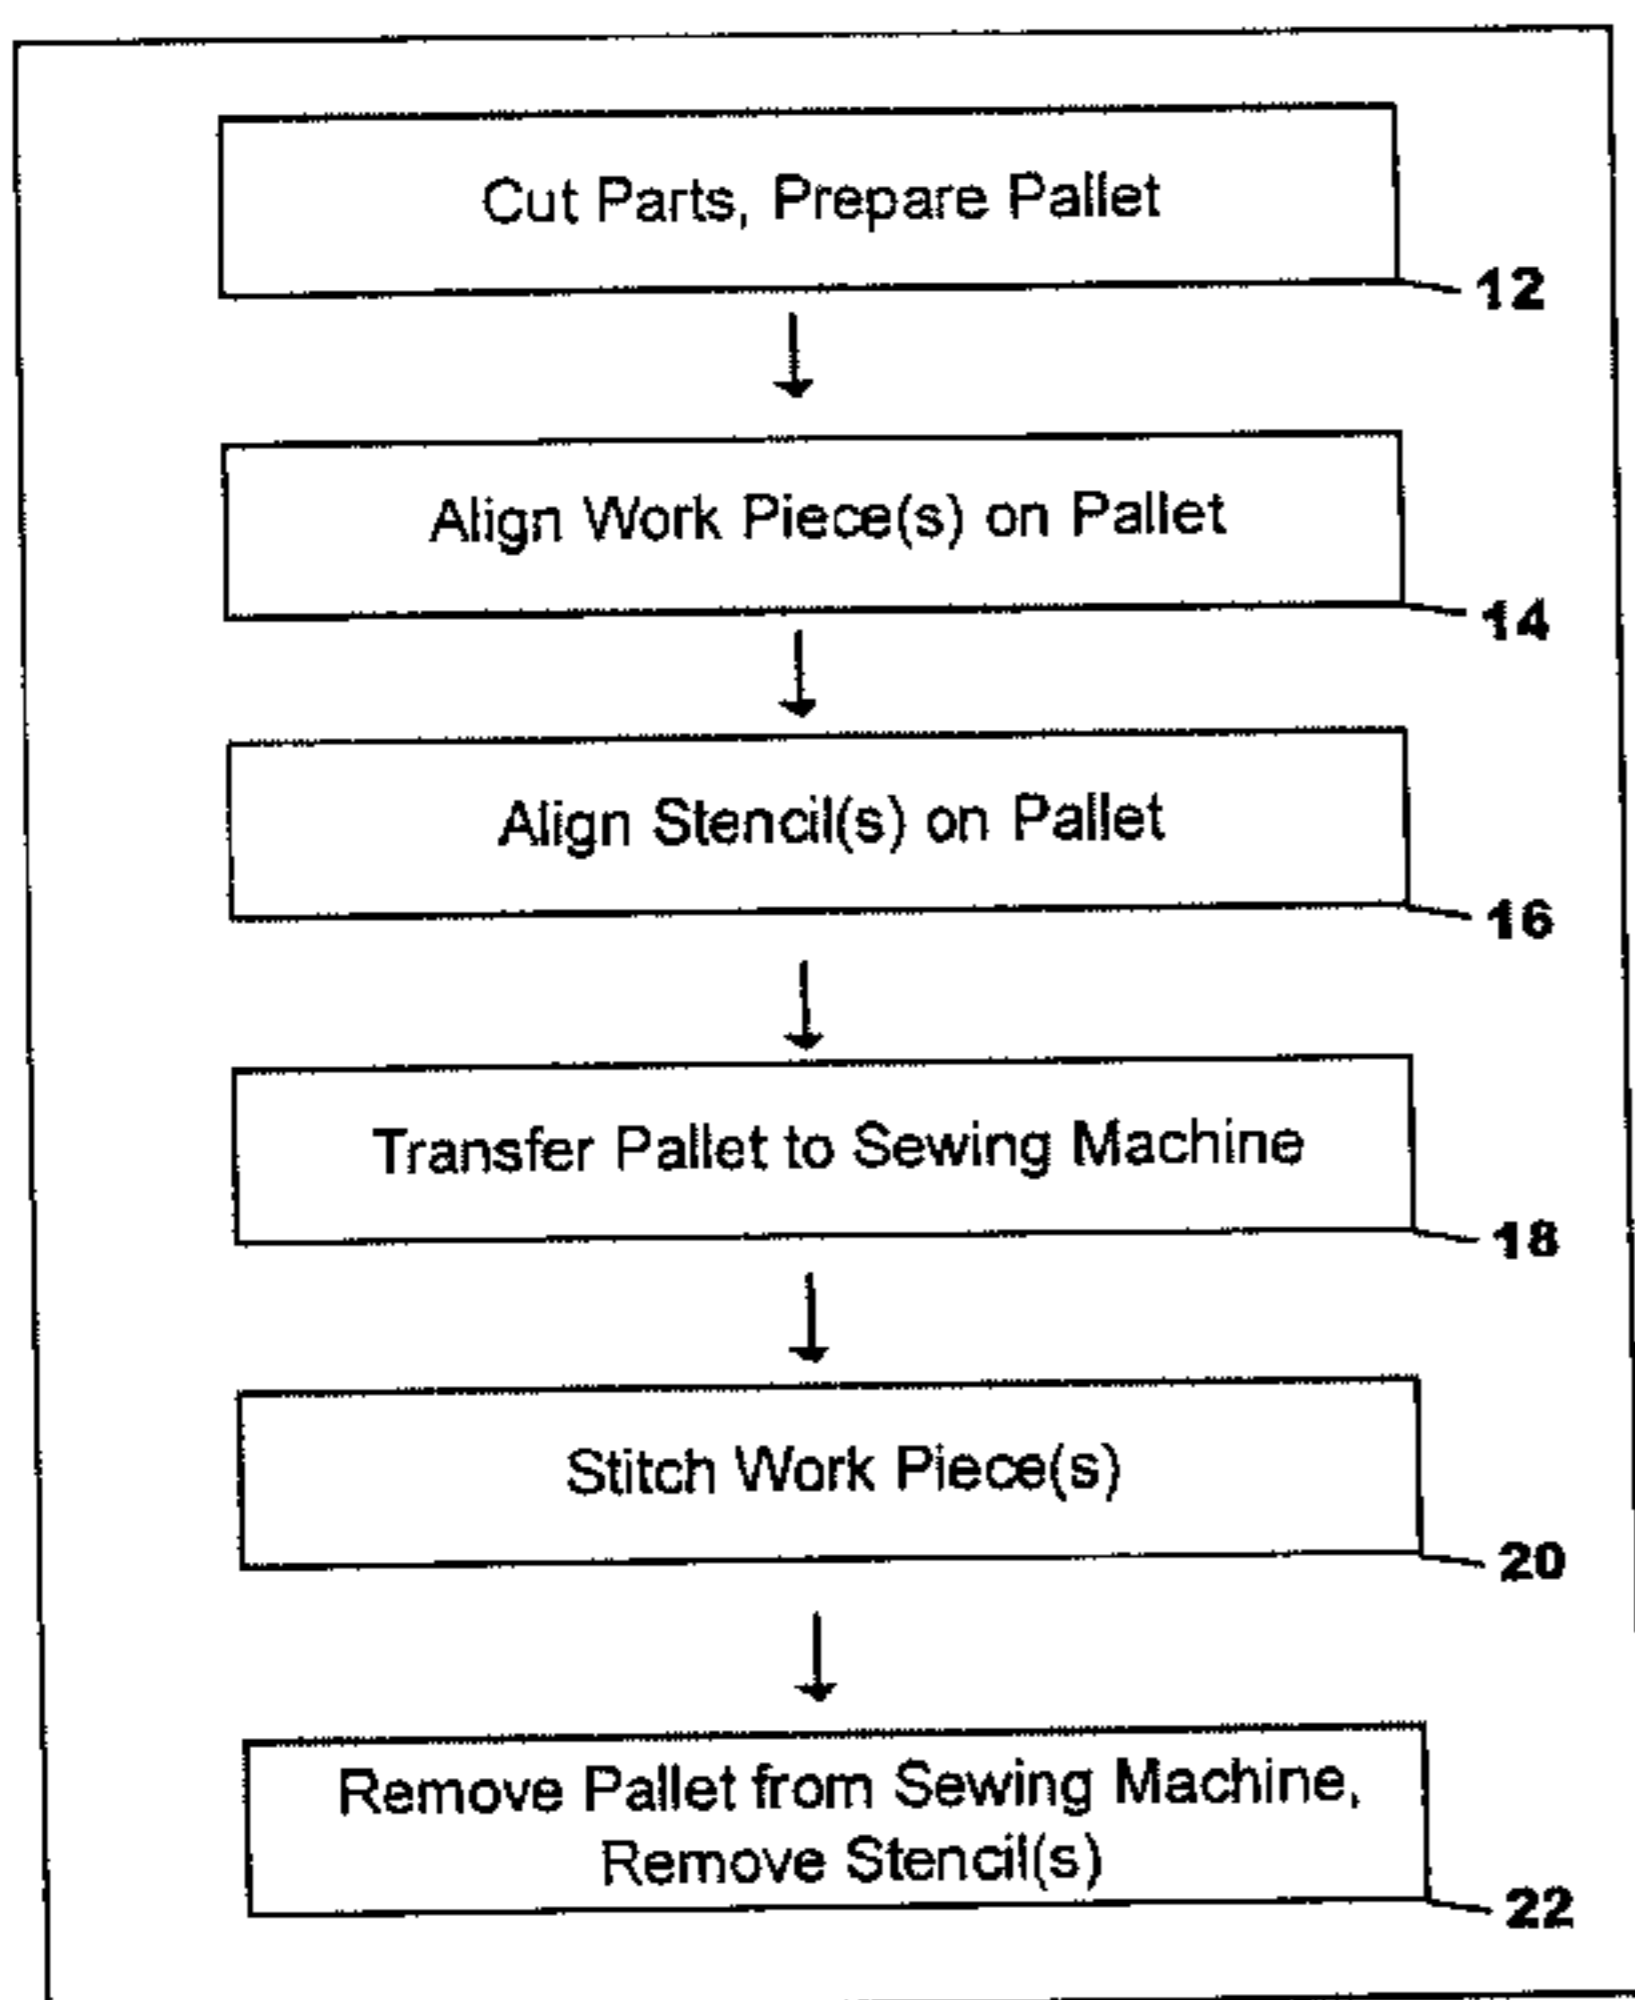 Cut Parts, Prepare Pallet
12
Align Work Piece(s) on Pallet
14
Align Stencil(s) on Pallet
16
Transfer Pallet to Sewing Machine
18
Stitch Work Piece(s)
20
Remove Pallet from Sewing Machine,
Remove Stencil(s)
22